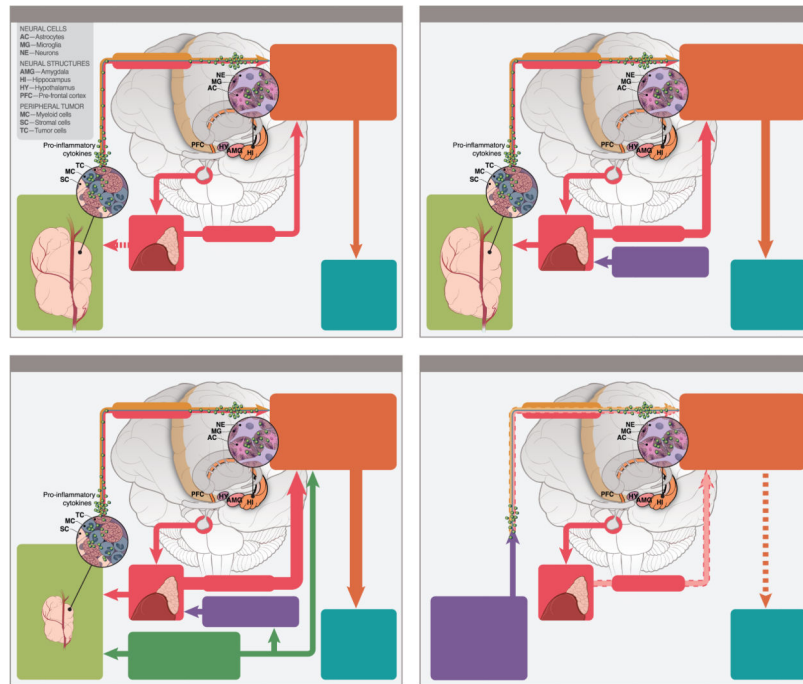 NEURAL CELLS
AC—Astrocytes
MG—Microglia
NE—Neurons
NEURAL STRUCTURES
AMG—Amygdala
HI—Hippocampus
HY—Hypothalamus
PFC—Pre-frontal cortex
PERIPHERAL TUMOR
MC—Myeloid cells
SC—Stromal cells
TC—Tumor cells
NE
MG
AC
PFC
HY
AMG
HI
Pro-inflammatory
cytokines
TC
MC
SC
NE
MG
AC
PFC
HY
AMG
HI
Pro-inflammatory
cytokines
TC
MC
SC
NE
MG
AC
PFC
HY
AMG
HI
Pro-inflammatory
cytokines
TC
MC
SC
NE
MG
AC
PFC
HY
AMG
HI